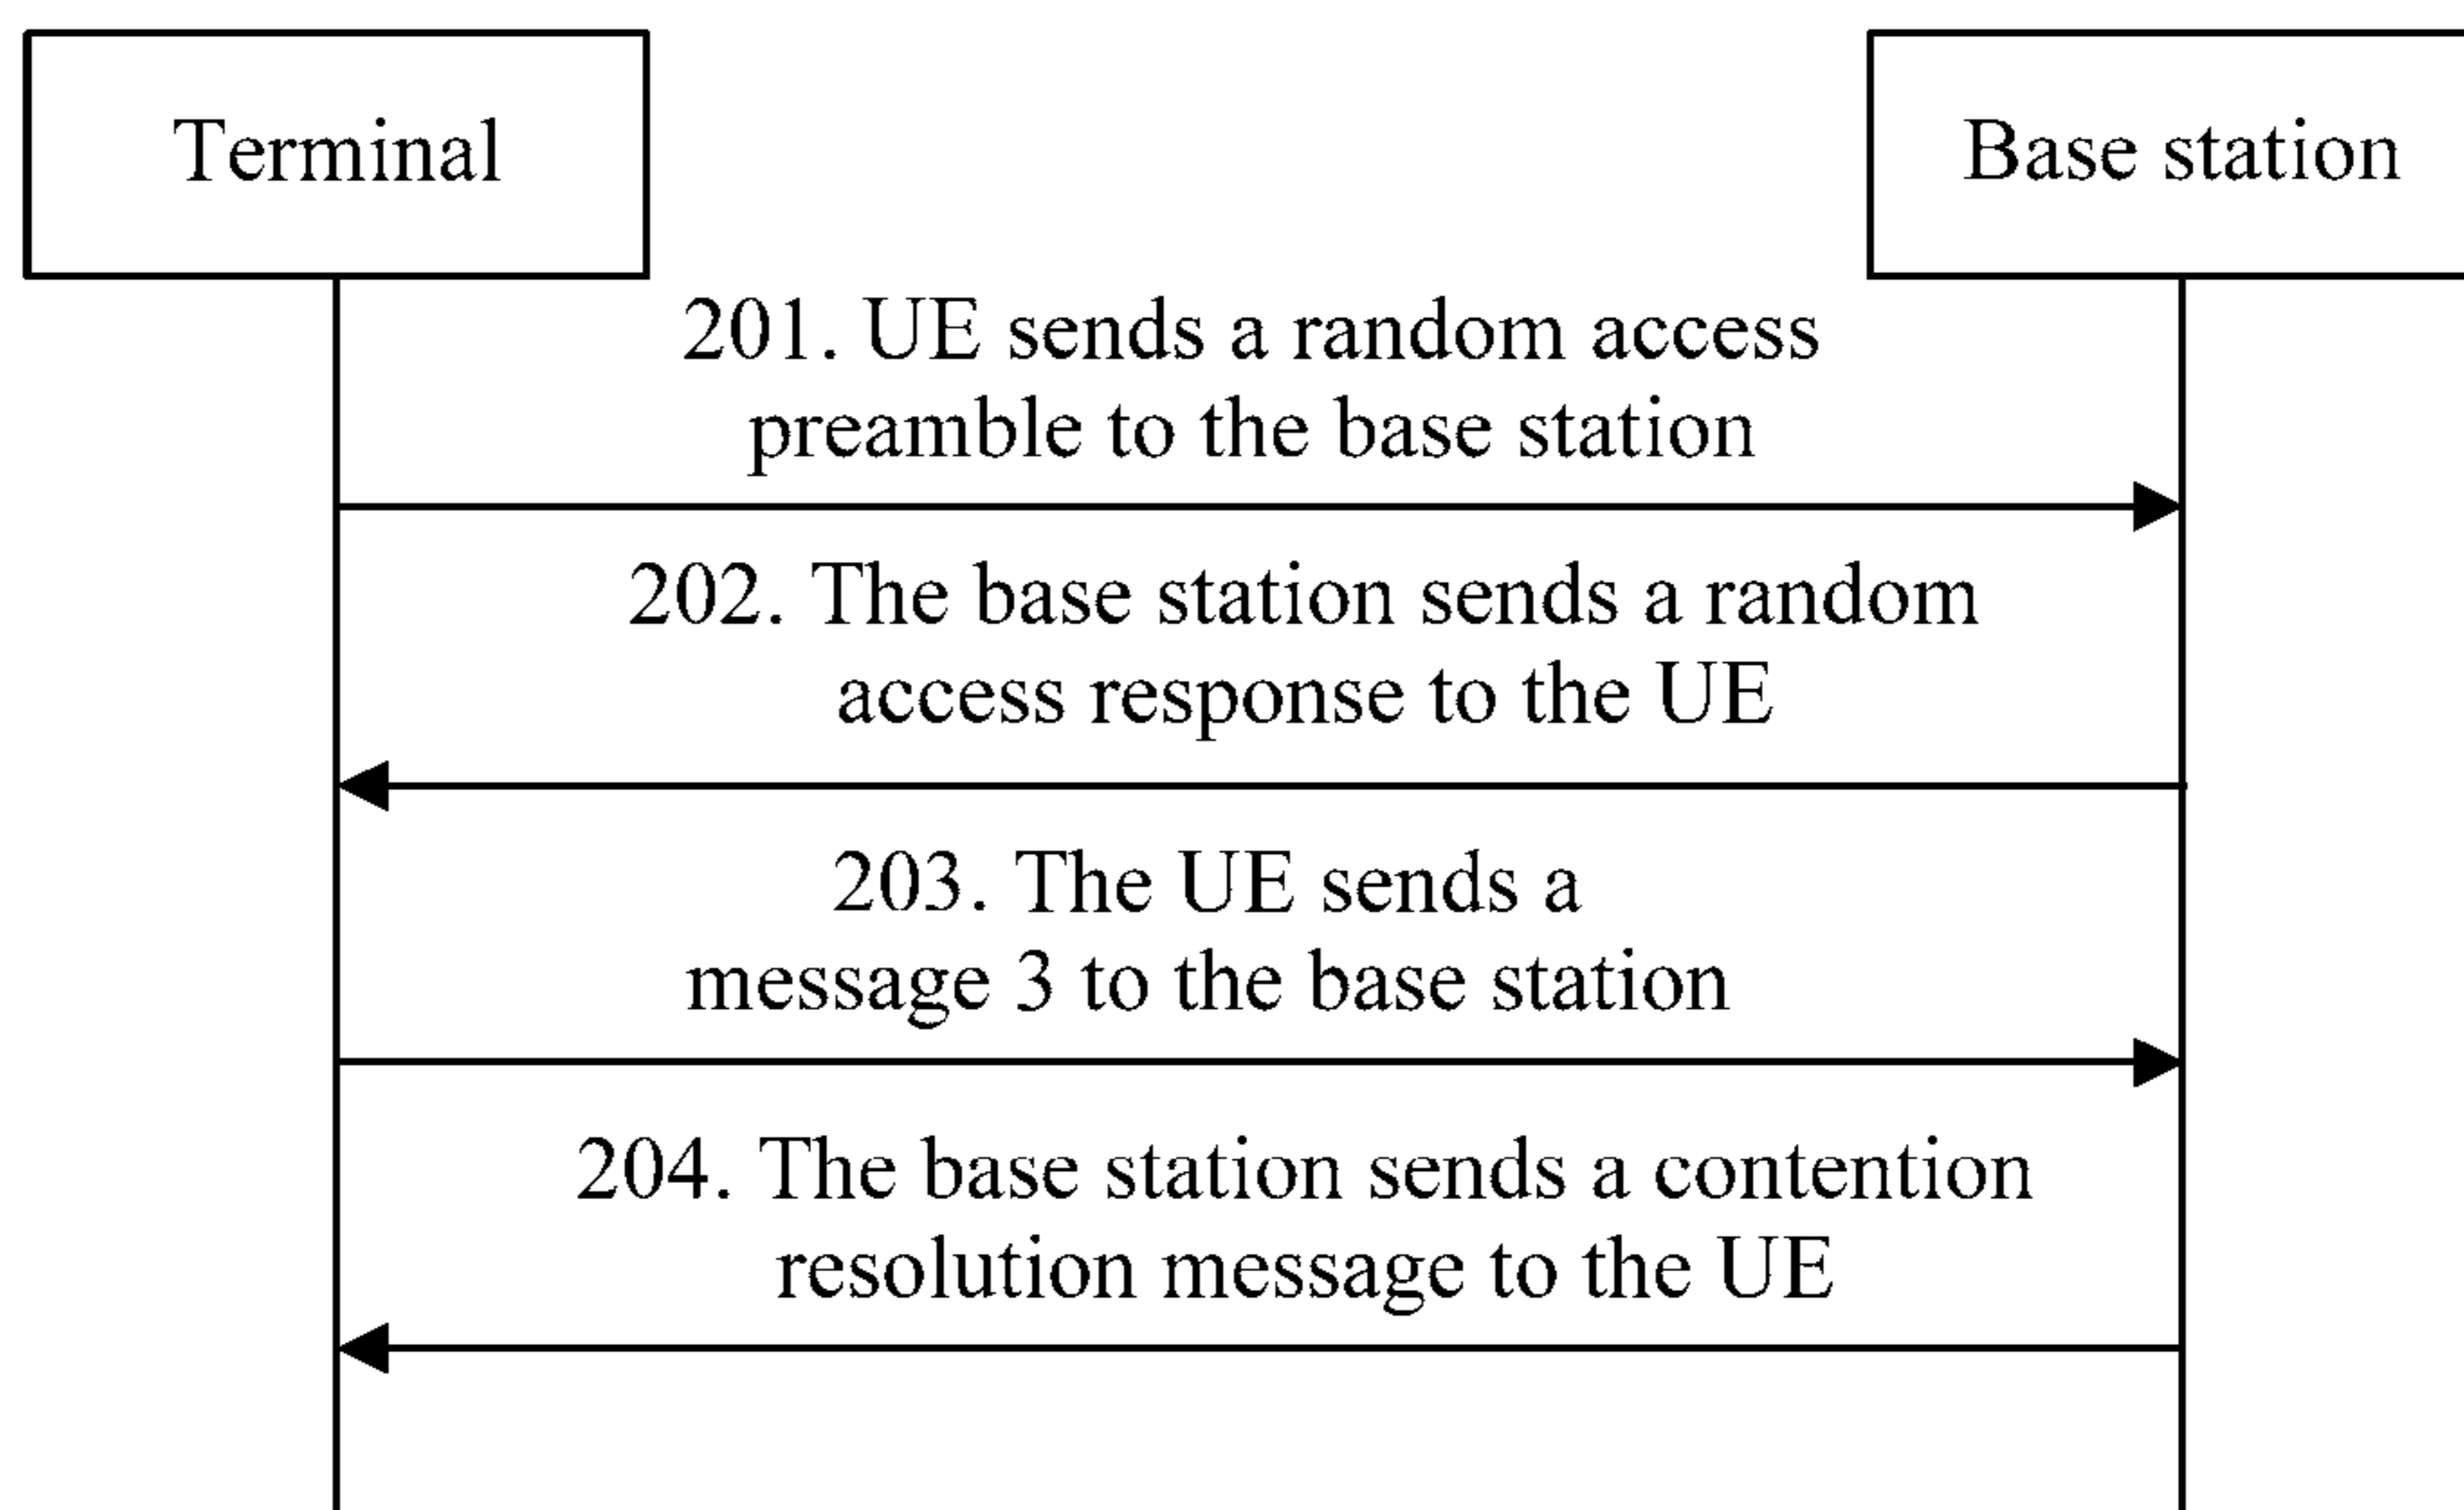 Terminal
Base station
201. UE sends a random access
preamble to the base station
202. The base station sends a random
access response to the UE
203. The UE sends a
message 3 to the base station
204. The base station sends a contention
resolution message to the UE